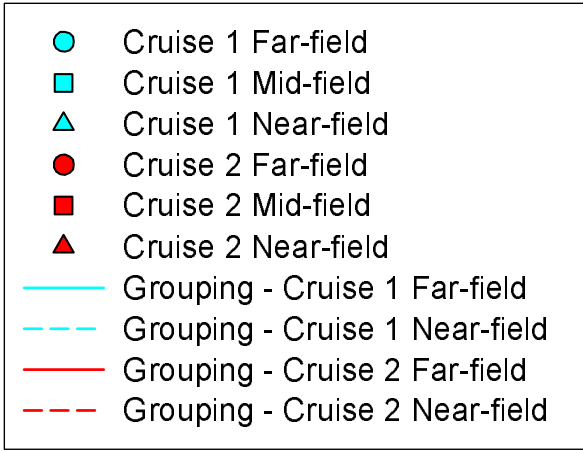 Cruise 1 Far-field
Cruise 1 Mid-field
Cruise 1 Near-field
Cruise 2 Far-field
Cruise 2 Mid-field
Cruise 2 Near-field
Grouping - Cruise 1 Far-field
Grouping - Cruise 1 Near-field
Grouping - Cruise 2 Far-field
Grouping - Cruise 2 Near-field